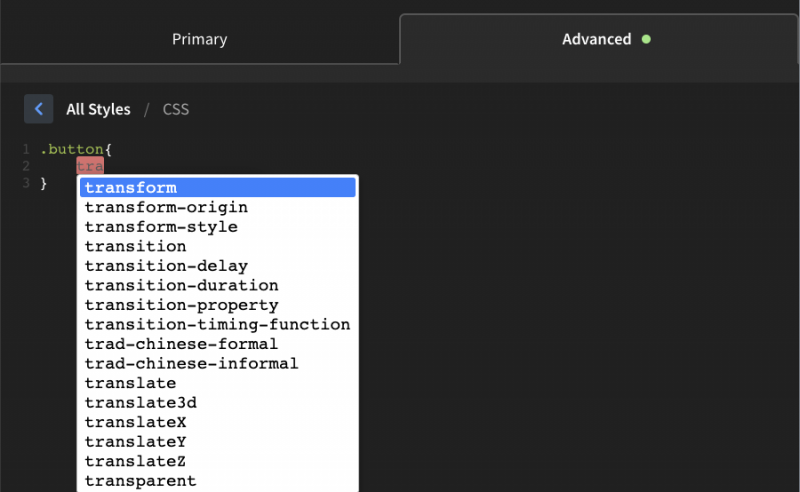 Primary
Advanced
All Styles / CSS
1 .button{
2 tra
3 }
transform
transform-origin
transform-style
transition
transition-delay
transition-duration
transition-property
transition-timing-function
trad-chinese-formal
trad-chinese-informal
translate
translate3d
translateX
translateY
translateZ
transparent